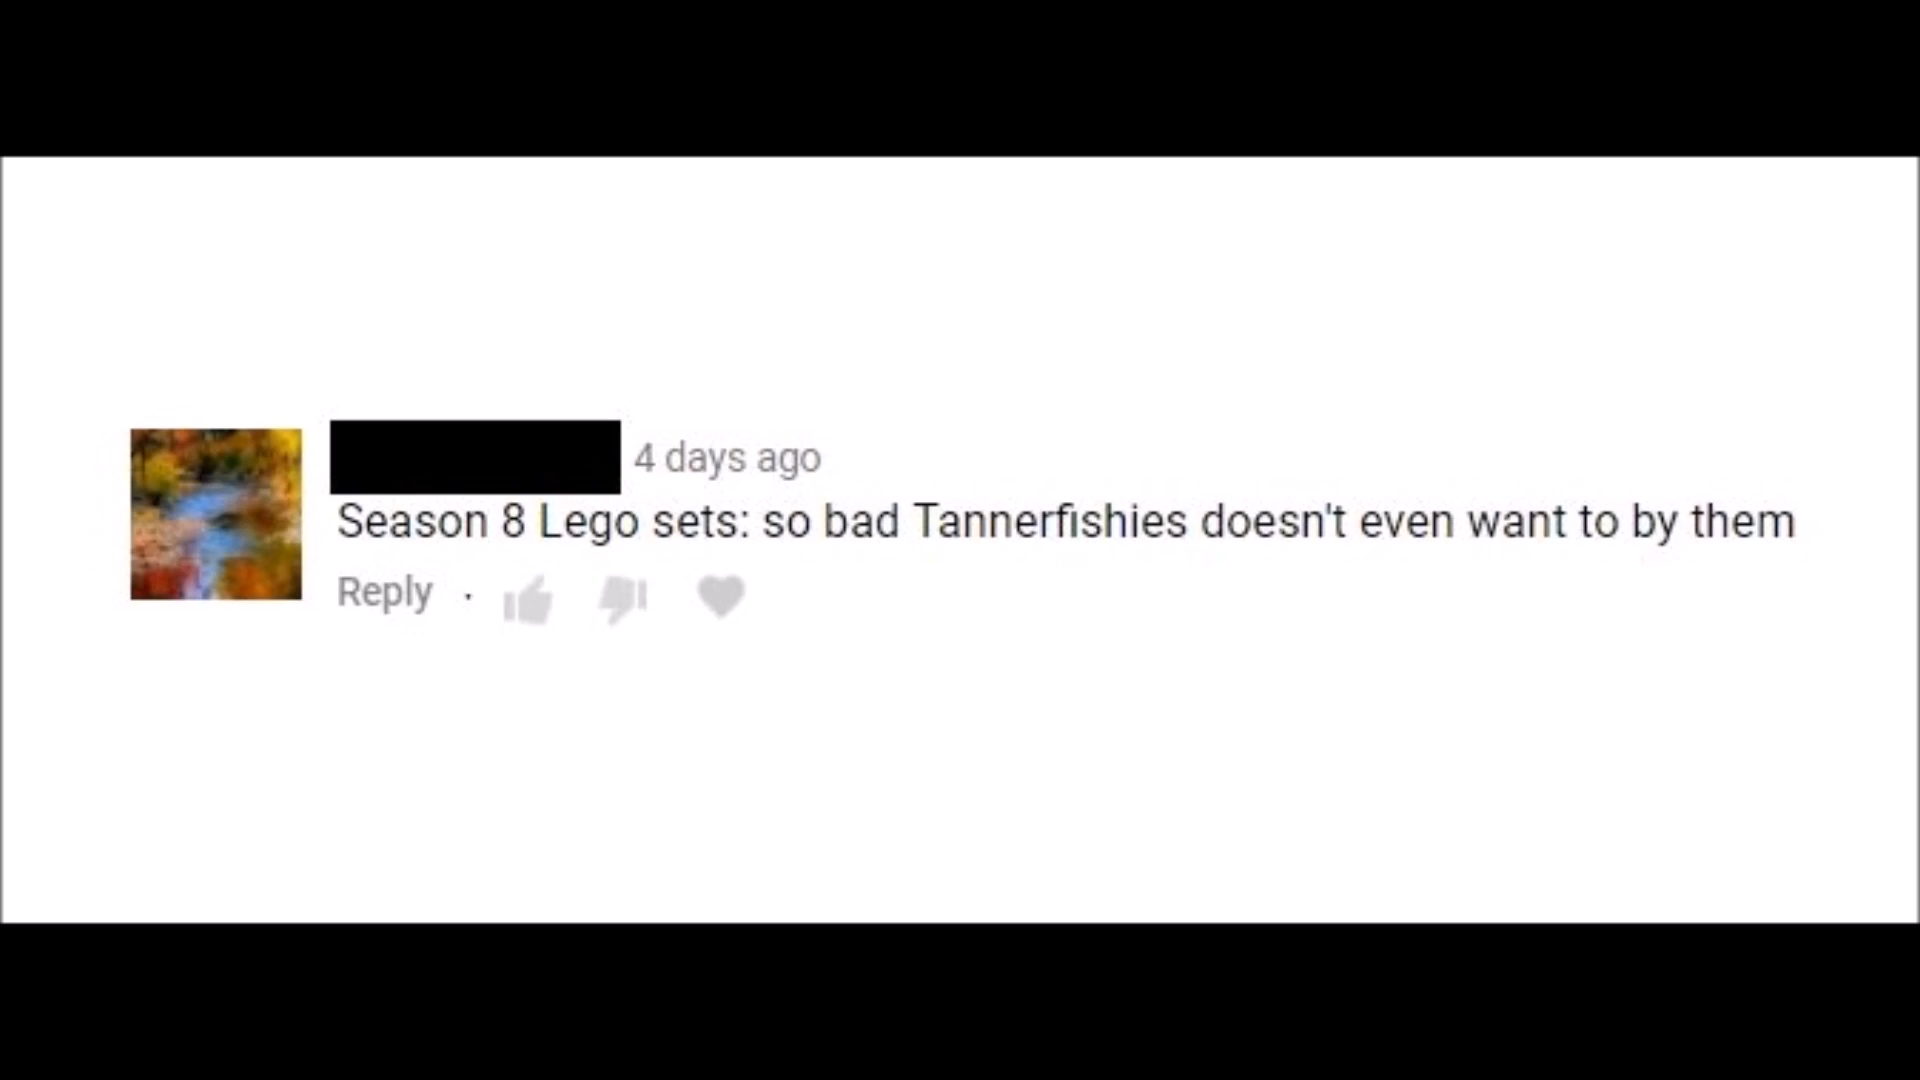 4 days ago
Season 8 Lego sets: so bad Tannerfishies doesn't even want to by them
Reply ·